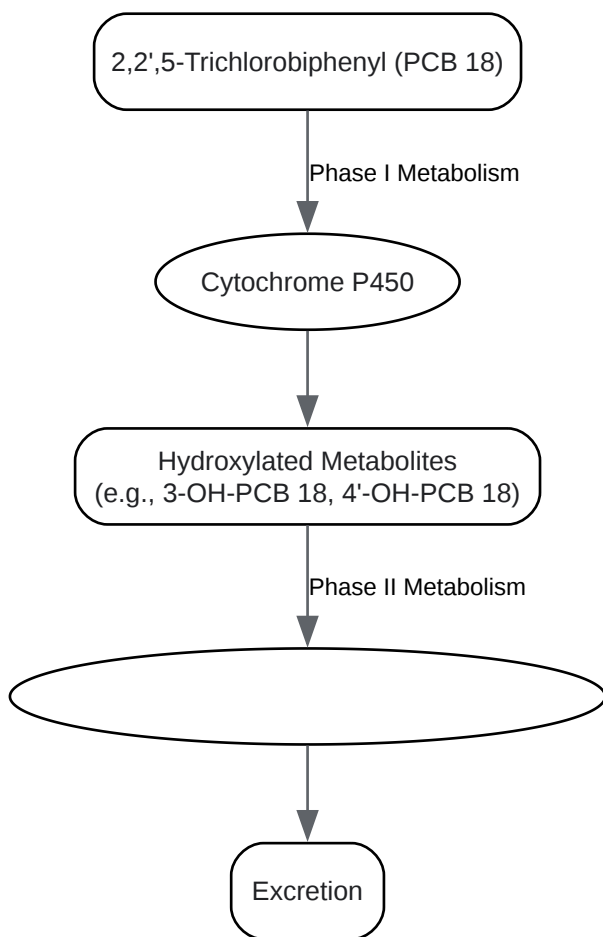 2,2',5-Trichlorobiphenyl (PCB 18)
Phase I Metabolism
Cytochrome P450
Hydroxylated Metabolites
(e.g., 3-OH-PCB 18, 4'-OH-PCB 18)
Phase II Metabolism
Excretion